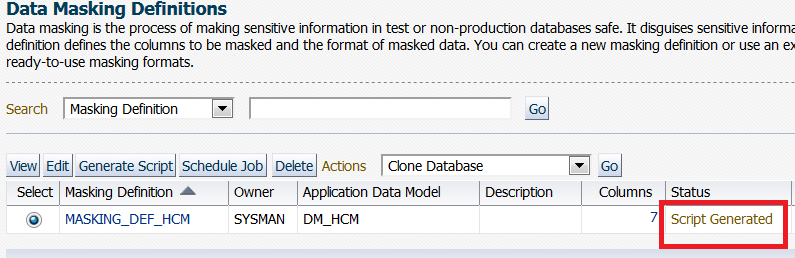 Data Masking Definitions
Data masking is the process of making sensitive information in test or non-production databases safe. It disguises sensitive
definition defines the columns to be masked and the format of masked data. You can create a new masking definition or use an
ready-to-use masking formats.
Search Masking Definition Go
View Edit Generate Script Schedule Job Delete Actions Clone Database Go
Select Masking Definition Owner Application Data Model Description Columns Status
MASKING_DEF_HCM SYSMAN DM_HCM 7 Script Generated